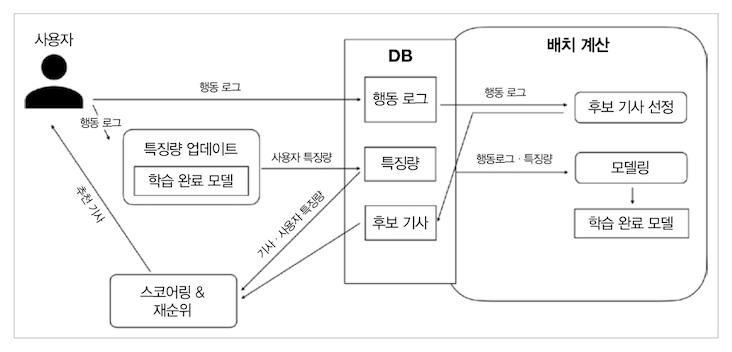 사용자
DB
배치 계산
행동 로그
행동 로그
행동 로그
후보 기사 선정
행동 로그
특징량 업데이트
학습 완료 모델
사용자 특징량
특징량
행동로그 · 특징량
모델링
추천 기사
기사 · 사용자 특징량
후보 기사
학습 완료 모델
스코어링 &
재순위